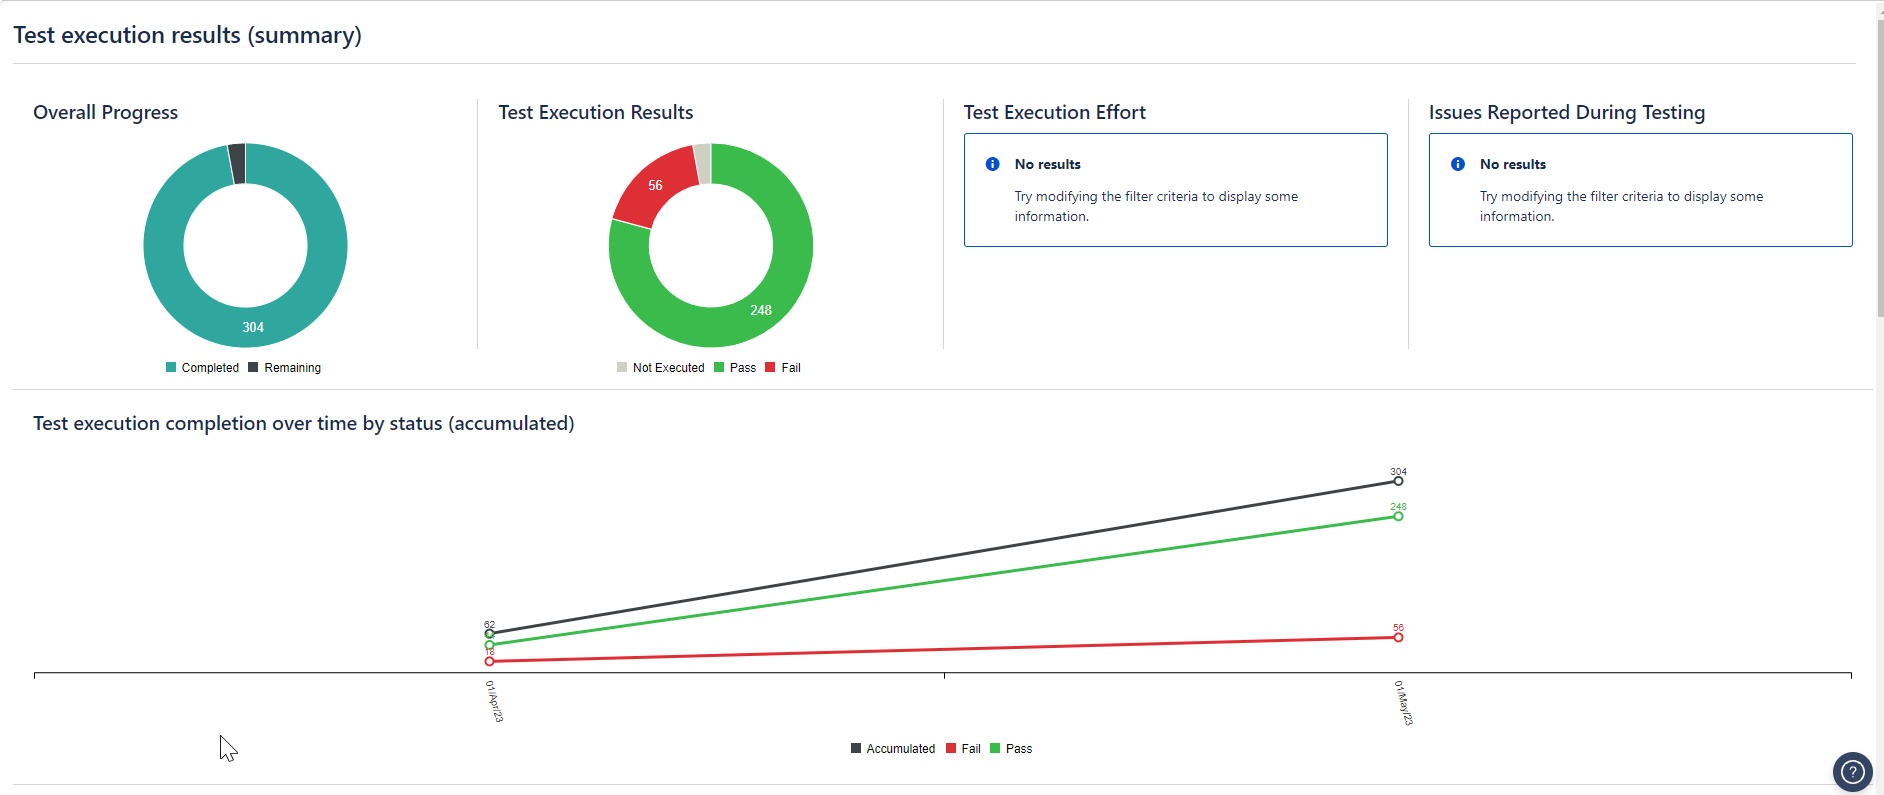 Test execution results (summary)
Overall Progress
304
Completed
Remaining
Test Execution Results
56
248
Not Executed
Pass
Fail
Test Execution Effort
No results
Try modifying the filter criteria to display some
information.
Issues Reported During Testing
No results
Try modifying the filter criteria to display some
information.
Test execution completion over time by status (accumulated)
304
248
62
18
56
01/Apr/23
01/May/23
Accumulated
Fail
Pass
?